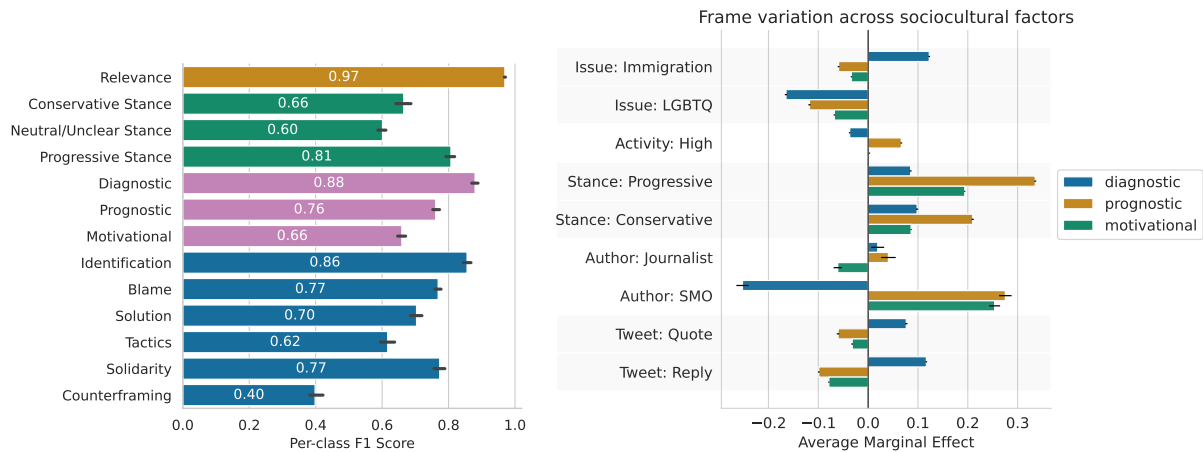 Relevance 0.97
Conservative Stance 0.66
Neutral/Unclear Stance 0.60
Progressive Stance 0.81
Diagnostic 0.88
Prognostic 0.76
Motivational 0.66
Identification 0.86
Blame 0.77
Solution 0.70
Tactics 0.62
Solidarity 0.77
Counterframing 0.40
0.0 0.2 0.4 0.6 0.8 1.0
Per-class F1 Score
Frame variation across sociocultural factors
Issue: Immigration
Issue: LGBTQ
Activity: High
Stance: Progressive
Stance: Conservative
Author: Journalist
Author: SMO
Tweet: Quote
Tweet: Reply
−0.2 −0.1 0.0 0.1 0.2 0.3
Average Marginal Effect
diagnostic
prognostic
motivational